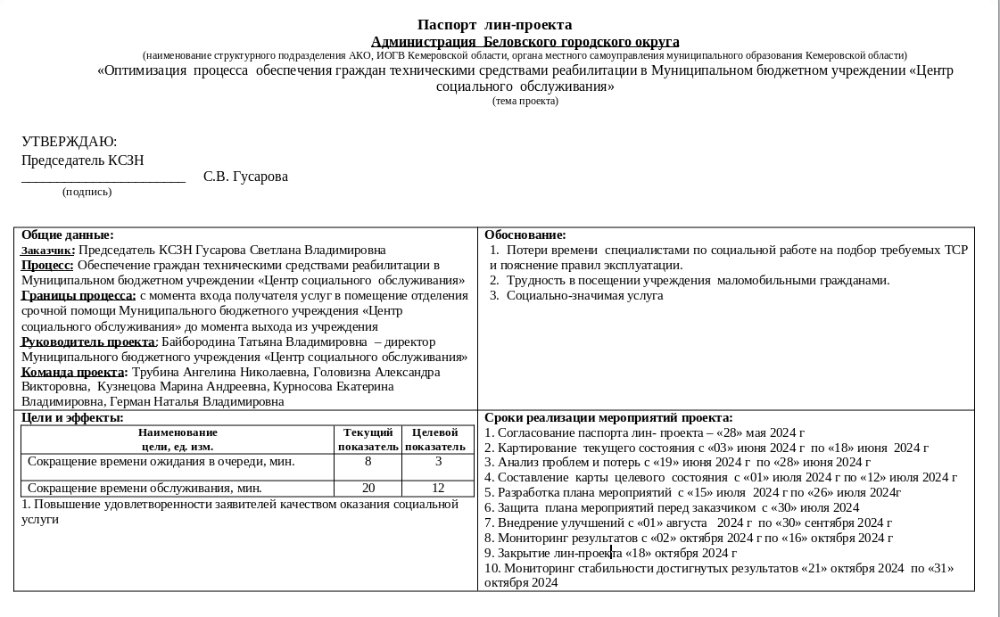 Паспорт лин-проекта
Администрация Беловского городского округа
(наименование структурного подразделения АКО, ИОГВ Кемеровской области, органа местного самоуправления муниципального образования Кемеровской области)
«Оптимизация процесса обеспечения граждан техническими средствами реабилитации в Муниципальном бюджетном учреждении «Центр
социального обслуживания»
(тема проекта)
УТВЕРЖДАЮ:
Председатель КСЗН
_______________________ С.В. Гусарова
(подпись)
Общие данные:
Заказчик: Председатель КСЗН Гусарова Светлана Владимировна
Процесс: Обеспечение граждан техническими средствами реабилитации в
Муниципальном бюджетном учреждении «Центр социального обслуживания»
Границы процесса: с момента входа получателя услуг в помещение отделения
срочной помощи Муниципального бюджетного учреждения «Центр
социального обслуживания» до момента выхода из учреждения
Руководитель проекта: Байбородина Татьяна Владимировна – директор
Муниципального бюджетного учреждения «Центр социального обслуживания»
Команда проекта: Трубина Ангелина Николаевна, Головизна Александра
Викторовна, Кузнецова Марина Андреевна, Курносова Екатерина
Владимировна, Герман Наталья Владимировна
Обоснование:
1. Потери времени специалистами по социальной работе на подбор требуемых ТСР
и пояснение правил эксплуатации.
2. Трудность в посещении учреждения маломобильными гражданами.
3. Социально-значимая услуга
Цели и эффекты:
Наименование
цели, ед. изм.
Текущий
показатель
Целевой
показатель
Сокращение времени ожидания в очереди, мин. 8 3
Сокращение времени обслуживания, мин. 20 12
1. Повышение удовлетворенности заявителей качеством оказания социальной
услуги
Сроки реализации мероприятий проекта:
1. Согласование паспорта лин- проекта – «28» мая 2024 г
2. Картирование текущего состояния с «03» июня 2024 г по «18» июня 2024 г
3. Анализ проблем и потерь с «19» июня 2024 г по «28» июня 2024 г
4. Составление карты целевого состояния с «01» июля 2024 г по «12» июля 2024 г
5. Разработка плана мероприятий с «15» июля 2024 г по «26» июля 2024г
6. Защита плана мероприятий перед заказчиком с «30» июля 2024
7. Внедрение улучшений с «01» августа 2024 г по «30» сентября 2024 г
8. Мониторинг результатов с «02» октября 2024 г по «16» октября 2024 г
9. Закрытие лин-проекта «18» октября 2024 г
10. Мониторинг стабильности достигнутых результатов «21» октября 2024 по «31»
октября 2024